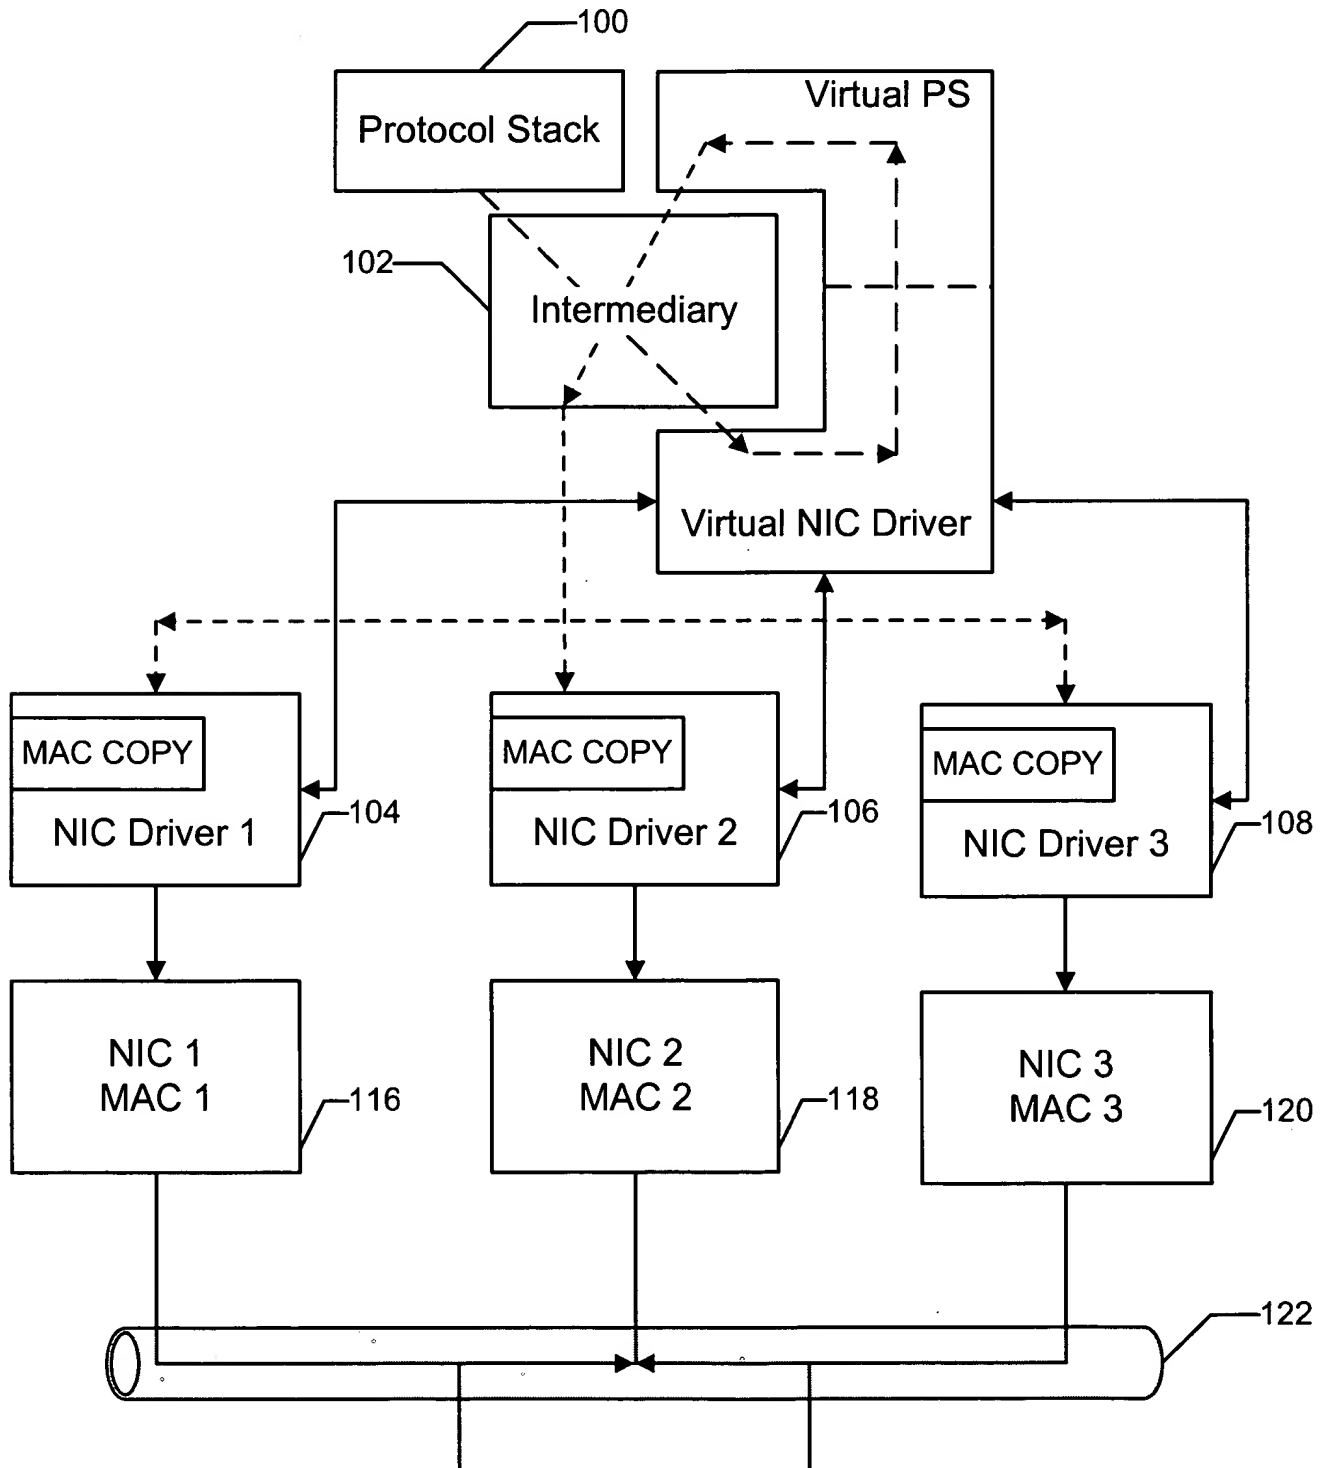 100
Protocol Stack
Virtual PS
102
Intermediary
Virtual NIC Driver
MAC COPY
NIC Driver 1
104
MAC COPY
NIC Driver 2
106
MAC COPY
NIC Driver 3
108
NIC 1
MAC 1
116
NIC 2
MAC 2
118
NIC 3
MAC 3
120
122